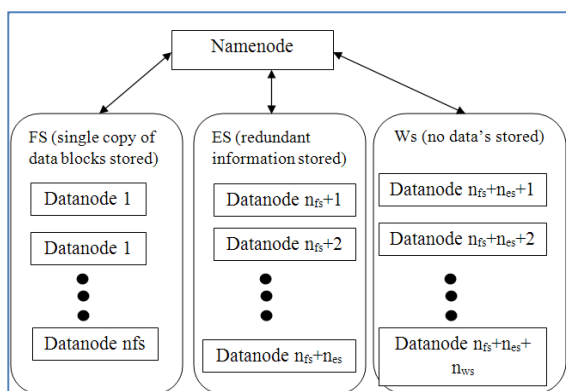 Namenode
FS (single copy of
data blocks stored)
Datanode 1
Datanode 1
Datanode nfs
ES (redundant
information stored)
Datanode nfs+1
Datanode nfs+2
Datanode nfs+nes
Ws (no data's stored)
Datanode nfs+nes+1
Datanode nfs+nes+2
Datanode nfs+nes+
nws